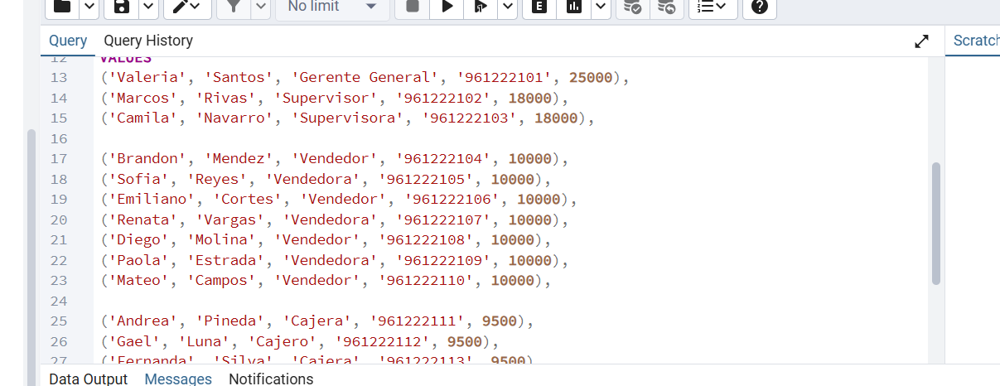 No limit
E
Query Query History Scratch
12 VALUES
13 ('Valeria', 'Santos', 'Gerente General', '961222101', 25000),
14 ('Marcos', 'Rivas', 'Supervisor', '961222102', 18000),
15 ('Camila', 'Navarro', 'Supervisora', '961222103', 18000),
16
17 ('Brandon', 'Mendez', 'Vendedor', '961222104', 10000),
18 ('Sofia', 'Reyes', 'Vendedora', '961222105', 10000),
19 ('Emiliano', 'Cortes', 'Vendedor', '961222106', 10000),
20 ('Renata', 'Vargas', 'Vendedora', '961222107', 10000),
21 ('Diego', 'Molina', 'Vendedor', '961222108', 10000),
22 ('Paola', 'Estrada', 'Vendedora', '961222109', 10000),
23 ('Mateo', 'Campos', 'Vendedor', '961222110', 10000),
24
25 ('Andrea', 'Pineda', 'Cajera', '961222111', 9500),
26 ('Gael', 'Luna', 'Cajero', '961222112', 9500),
27 ('Fernanda', 'Silva', 'Cajera', '961222113', 9500),
Data Output Messages Notifications